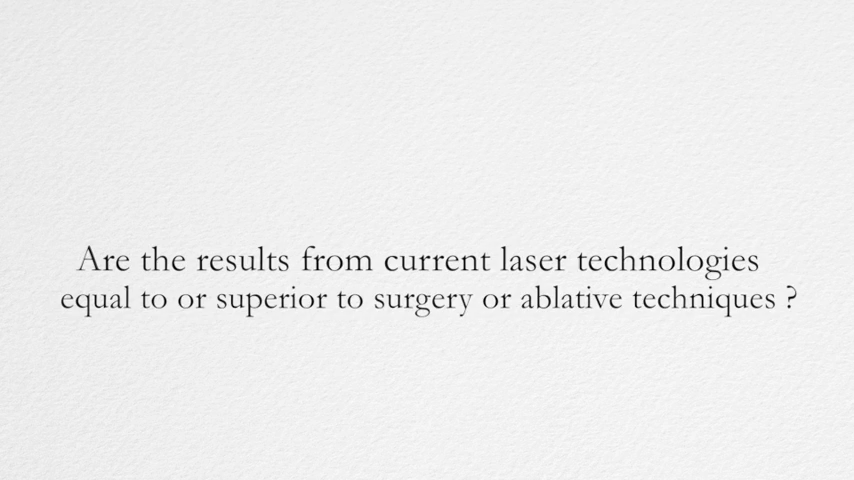 Are the results from current laser technologies
equal to or superior to surgery or ablative techniques ?